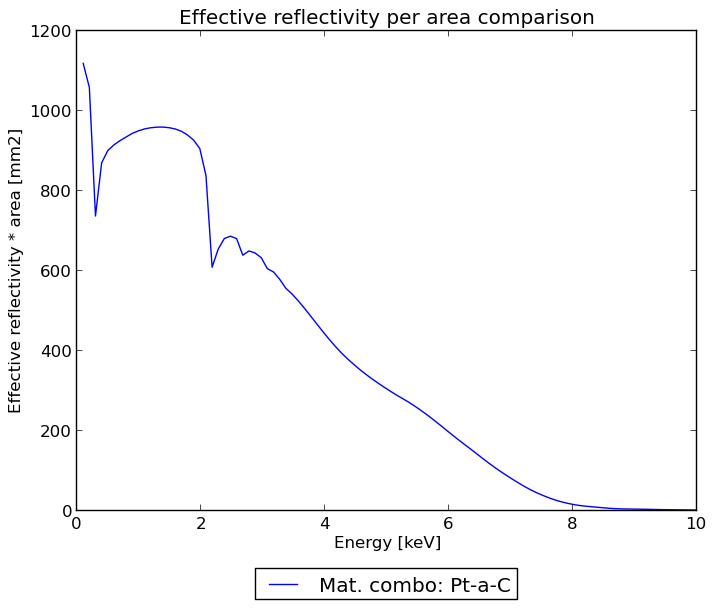 Effective reflectivity per area comparison
1200
1000
800
600
400
200
0
Effective reflectivity * area [mm2]
0 2 4 6 8 10
Energy [keV]
Mat. combo: Pt-a-C